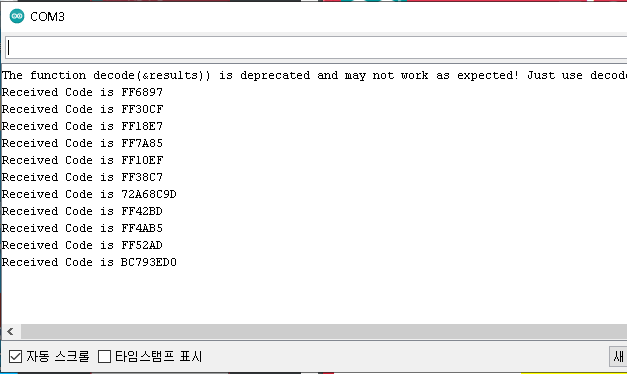 COM3
The function decode(&results)) is deprecated and may not work as expected! Just use decod
Received Code is FF6897
Received Code is FF30CF
Received Code is FF18E7
Received Code is FF7A85
Received Code is FF10EF
Received Code is FF38C7
Received Code is 72A68C9D
Received Code is FF42BD
Received Code is FF4AB5
Received Code is FF52AD
Received Code is BC793ED0
자동 스크롤 타임스탬프 표시 새